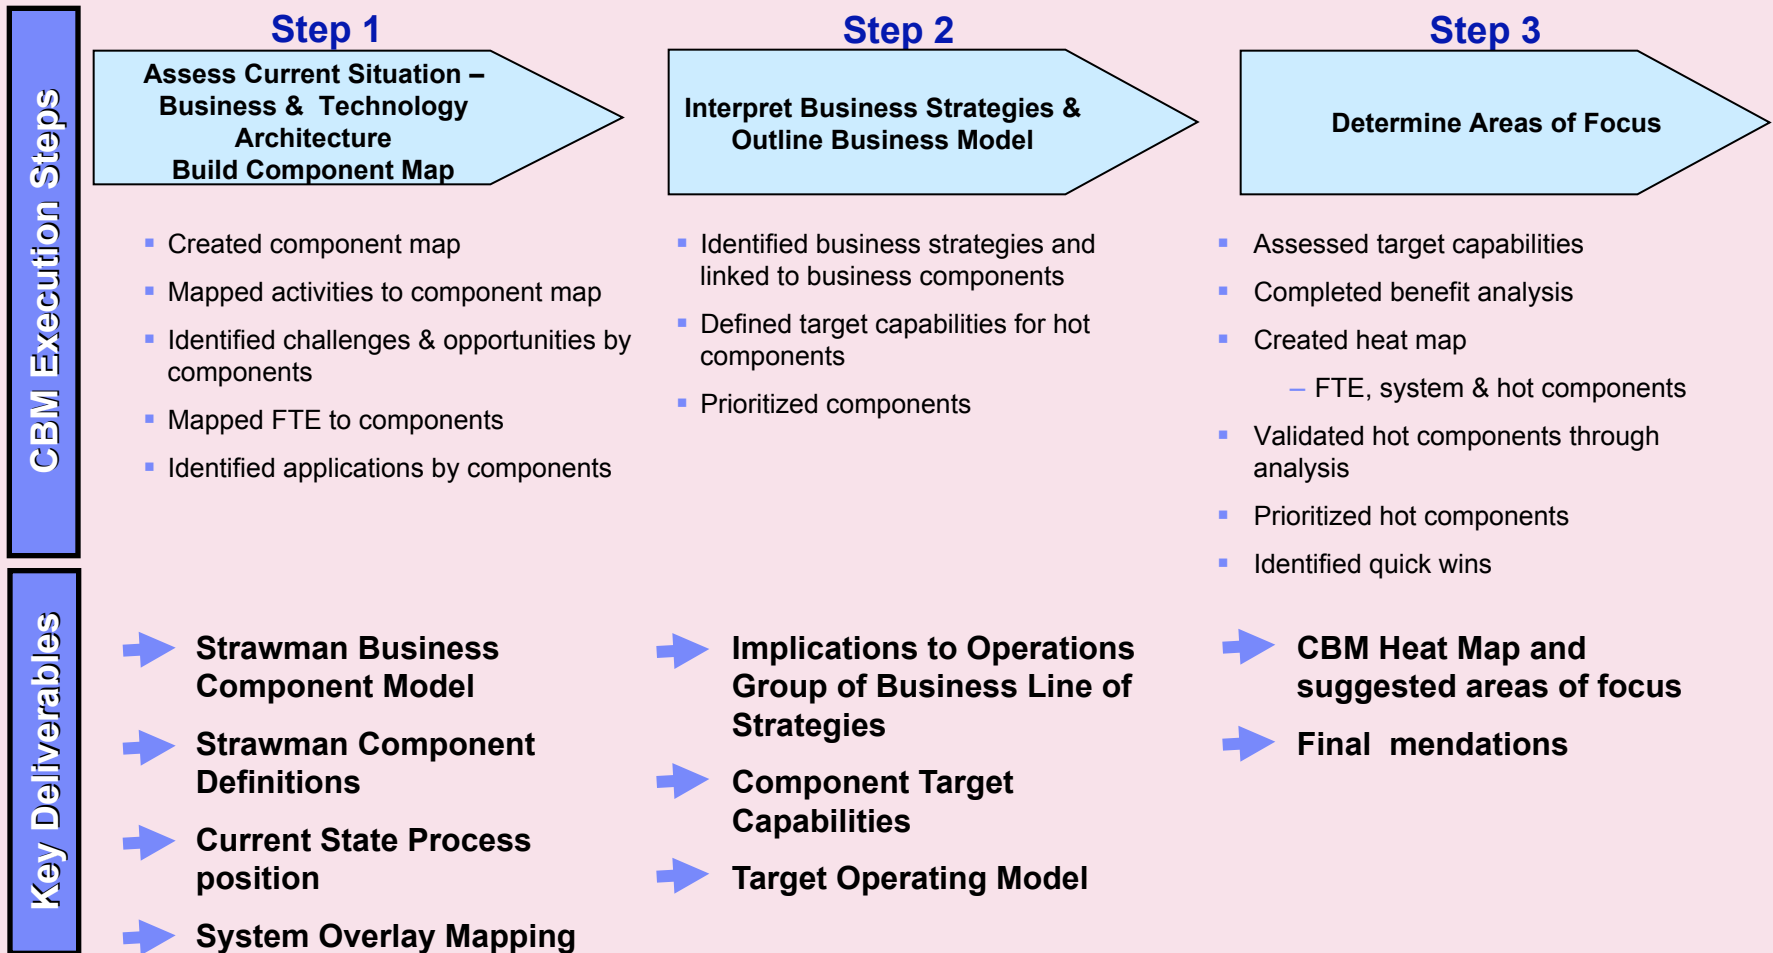 CBM Execution Steps
Step 1
Assess Current Situation –
Business & Technology
Architecture
Build Component Map
Created component map
Mapped activities to component map
Identified challenges & opportunities by
components
Mapped FTE to components
Identified applications by components
Step 2
Interpret Business Strategies &
Outline Business Model
Identified business strategies and
linked to business components
Defined target capabilities for hot
components
Prioritized components
Step 3
Determine Areas of Focus
Assessed target capabilities
Completed benefit analysis
Created heat map
– FTE, system & hot components
Validated hot components through
analysis
Prioritized hot components
Identified quick wins
Key Deliverables
Strawman Business
Component Model
Strawman Component
Definitions
Current State Process
position
System Overlay Mapping
Implications to Operations
Group of Business Line of
Strategies
Component Target
Capabilities
Target Operating Model
CBM Heat Map and
suggested areas of focus
Final mendations